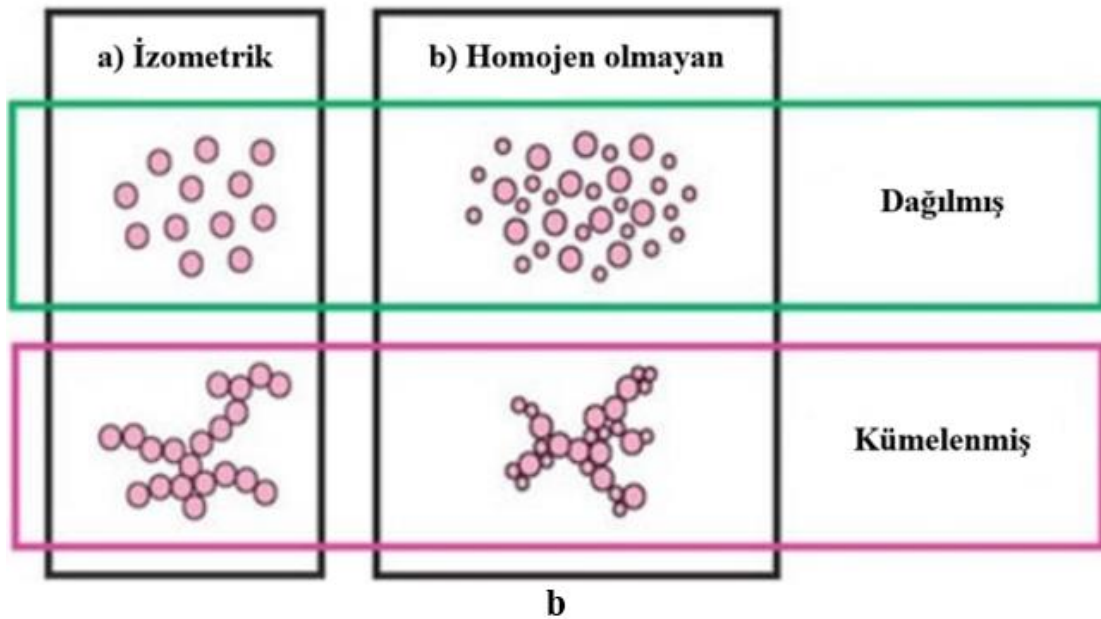 a) İzometrik
b) Homojen olmayan
Dağılmış
Kümelenmiş
b